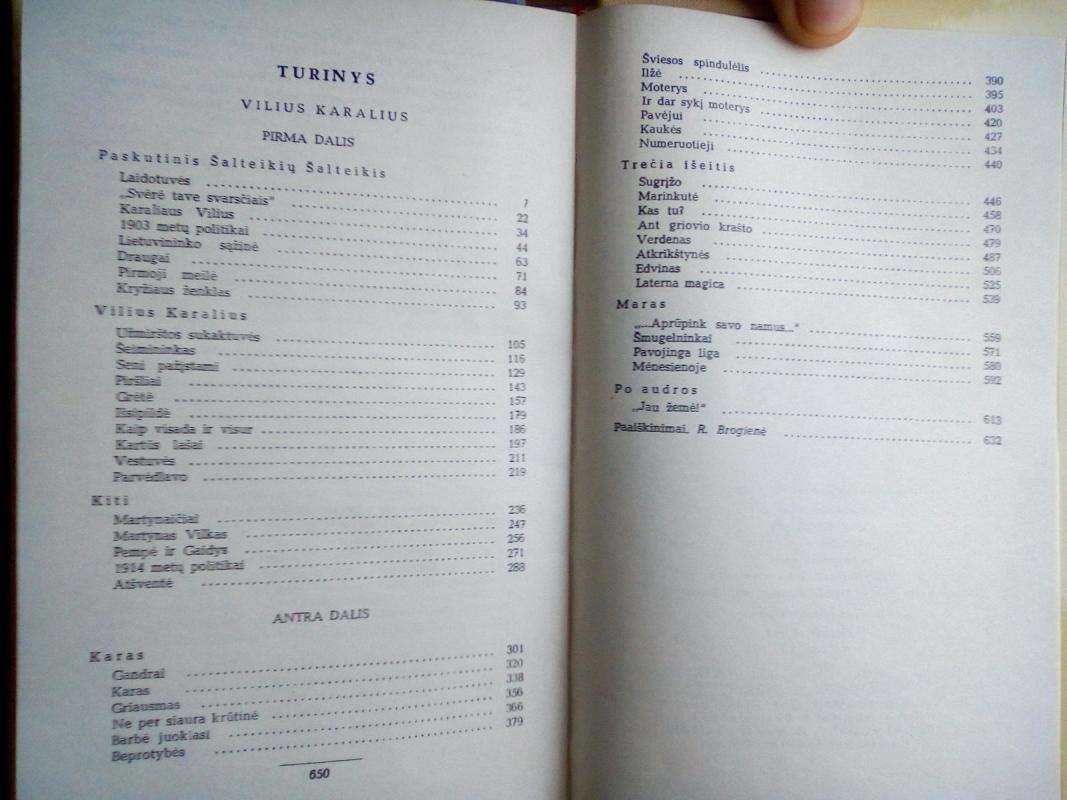 TURINYS
VILIUS KARALIUS
PIRMA DALIS
Paskutinis Šalteikių Šalteikis
Laidotuvės 7
„Svėrė tave svarsčiais“ 22
Karaliaus Vilius 34
1903 metų politikai 44
Lietuvininko sąžinė 63
Draugai 71
Pirmoji meilė 84
Kryžiaus ženklas 93
Vilius Karalius
Užmirštos sukaktuvės 105
Šeimininkas 116
Seni pažįstami 129
Piršliai 143
Grėtė 157
Išsipildė 179
Kaip visada ir visur 186
Kartūs lašai 197
Vestuvės 211
Parvėdlavo 219
Kiti
Martynaičiai 236
Martynas Vilkas 247
Pempė ir Gaidys 256
1914 metų politikai 271
Atšventė 288
ANTRA DALIS
Karas
Gandrai 301
Karas 320
Griausmas 338
Ne per siaura krūtinė 356
Barbė juokiasi 366
Beprotybės 379
650
Šviesos spindulėlis 390
Ilžė 395
Moterys 403
Ir dar sykį moterys 420
Pavėjui 427
Kaukės 434
Numeruotieji 440
Trečia išeitis
Sugrįžo 446
Marinkutė 458
Kas tu? 470
Ant griovio krašto 479
Verdenas 487
Atkrikštynės 506
Edvinas 525
Laterna magica 539
Maras
„...Aprūpink savo namus...“ 559
Šmugelninkai 571
Pavojinga liga 580
Mėnesienoje 592
Po audros
„Jau žemė!“ 613
Paaiškinimai. R. Brogienė 632